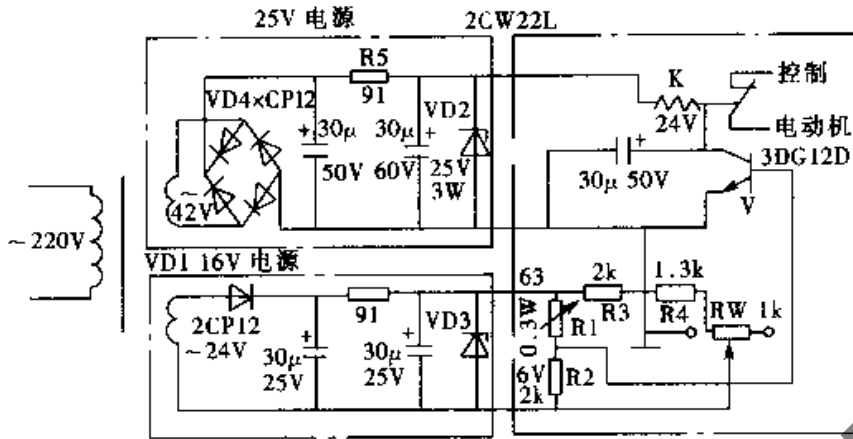 25V 电源
2CW22L
R5
91
VD4×CP12
VD2
K
24V
控制
电动机
3DG12D
+
30μ
50V
30μ
+
60V
25V
3W
+
30μ 50V
V
~
42V
~220V
VD1 16V 电源
63
2k
1.3k
R3
R4
RW
1k
0.3W
R1
2CP12
~24V
91
VD3
+
30μ
25V
+
30μ
25V
6V
2k
R2